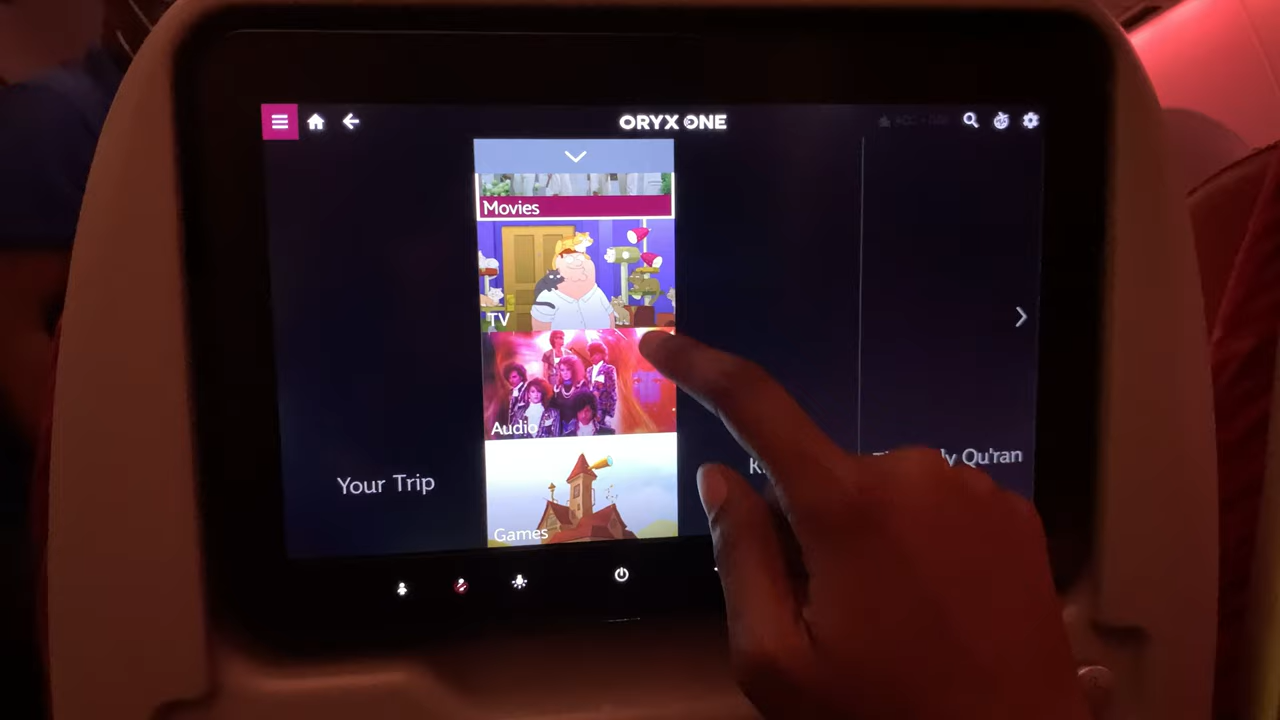 ORYX ONE
Movies
TV
Audio
Games
Your Trip
Qu'ran